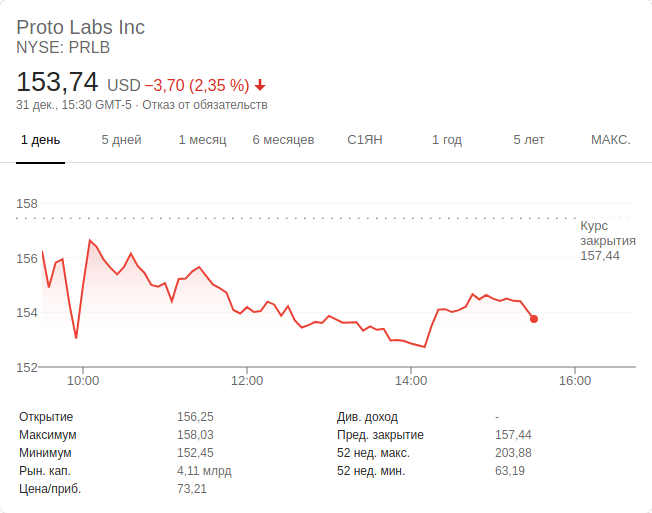 Proto Labs Inc
NYSE: PRLB
153,74 USD −3,70 (2,35 %)
31 дек., 15:30 GMT-5 · Отказ от обязательств
1 день 5 дней 1 месяц 6 месяцев С1ЯН 1 год 5 лет МАКС.
158
156
154
152
Курс
закрытия
157,44
10:00 12:00 14:00 16:00
Открытие 156,25 Див. доход -
Максимум 158,03 Пред. закрытие 157,44
Минимум 152,45 52 нед. макс. 203,88
Рын. кап. 4,11 млрд 52 нед. мин. 63,19
Цена/приб. 73,21